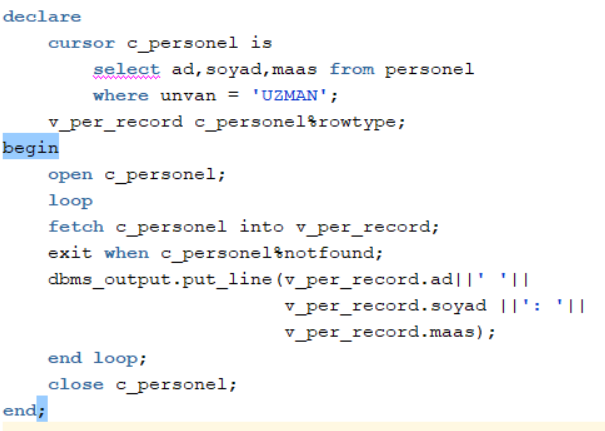 declare
    cursor c_personel is
        select ad,soyad,maas from personel
        where unvan = 'UZMAN';
    v_per_record c_personel%rowtype;
begin
    open c_personel;
    loop
    fetch c_personel into v_per_record;
    exit when c_personel%notfound;
    dbms_output.put_line(v_per_record.ad||' '||
                         v_per_record.soyad ||': '||
                         v_per_record.maas);
    end loop;
    close c_personel;
end;